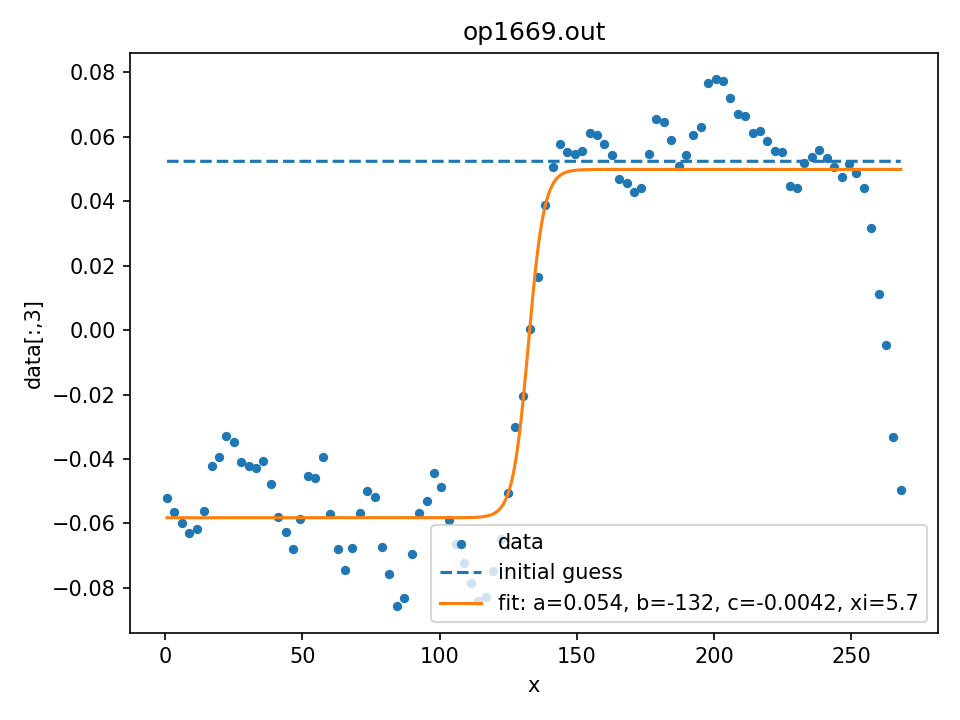 op1669.out
0.08
0.06
0.04
0.02
0.00
−0.02
−0.04
−0.06
−0.08
data[:,3]
data
initial guess
fit: a=0.054, b=-132, c=-0.0042, xi=5.7
0 50 100 150 200 250
x